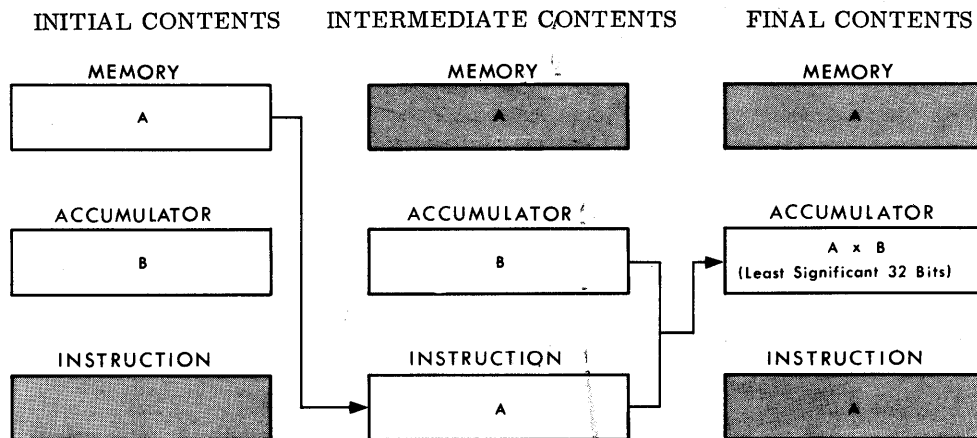 INITIAL CONTENTS
INTERMEDIATE CONTENTS
FINAL CONTENTS
MEMORY
MEMORY
MEMORY
A
A
A
ACCUMULATOR
ACCUMULATOR
ACCUMULATOR
B
B
A x B
(Least Significant 32 Bits)
INSTRUCTION
INSTRUCTION
INSTRUCTION
A
A